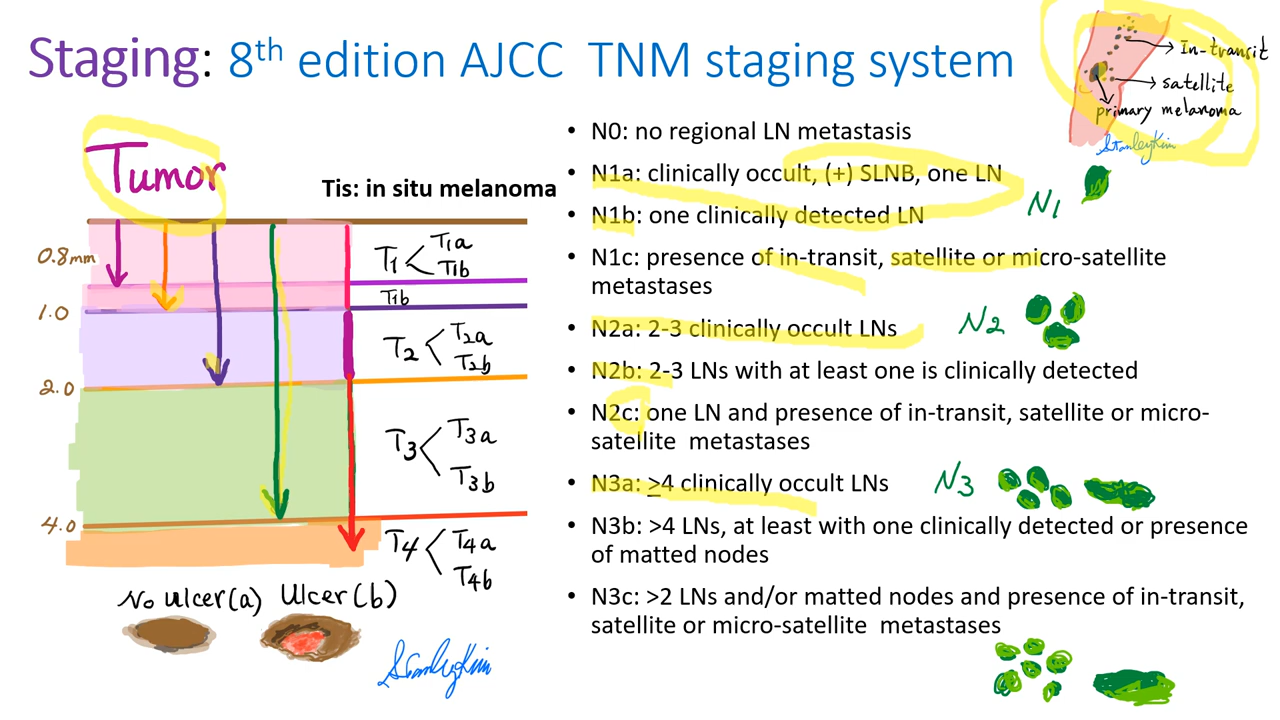 Staging: 8th edition AJCC TNM staging system
In-transit
satellite
primary melanoma
StanleyKim
Tumor
Tis: in situ melanoma
0.8mm
1.0
2.0
4.0
T1
T1a
T1b
T1b
T2
T2a
T2b
T3
T3a
T3b
T4
T4a
T4b
No ulcer(a)
Ulcer(b)
StanleyKim
• N0: no regional LN metastasis
• N1a: clinically occult, (+) SLNB, one LN
N1
• N1b: one clinically detected LN
• N1c: presence of in-transit, satellite or micro-satellite
metastases
• N2a: 2-3 clinically occult LNs
N2
• N2b: 2-3 LNs with at least one is clinically detected
• N2c: one LN and presence of in-transit, satellite or micro-
satellite metastases
• N3a: >4 clinically occult LNs
N3
• N3b: >4 LNs, at least with one clinically detected or presence
of matted nodes
• N3c: >2 LNs and/or matted nodes and presence of in-transit,
satellite or micro-satellite metastases